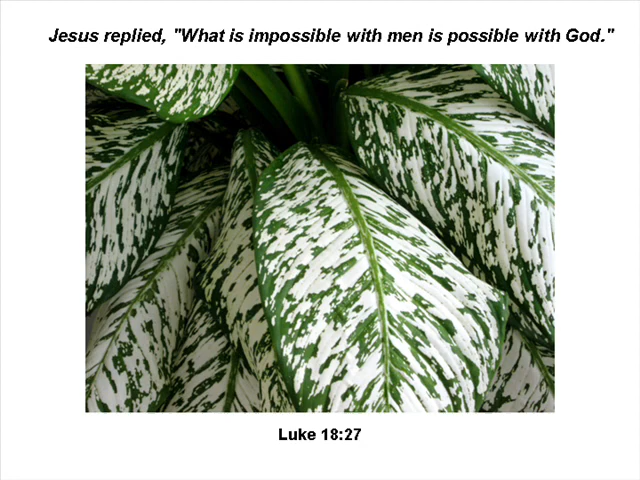 Jesus replied, "What is impossible with men is possible with God."
Luke 18:27